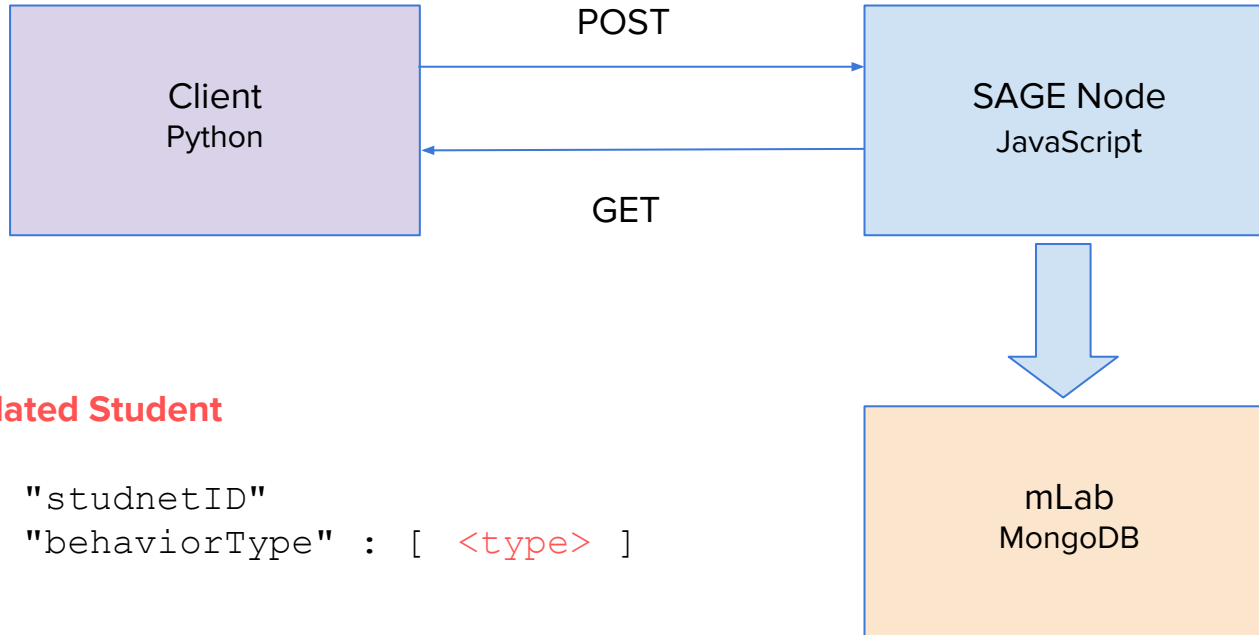 POST
Client
Python
SAGE Node
JavaScript
GET
lated Student
"studnetID"
"behaviorType" : [ <type> ]
mLab
MongoDB